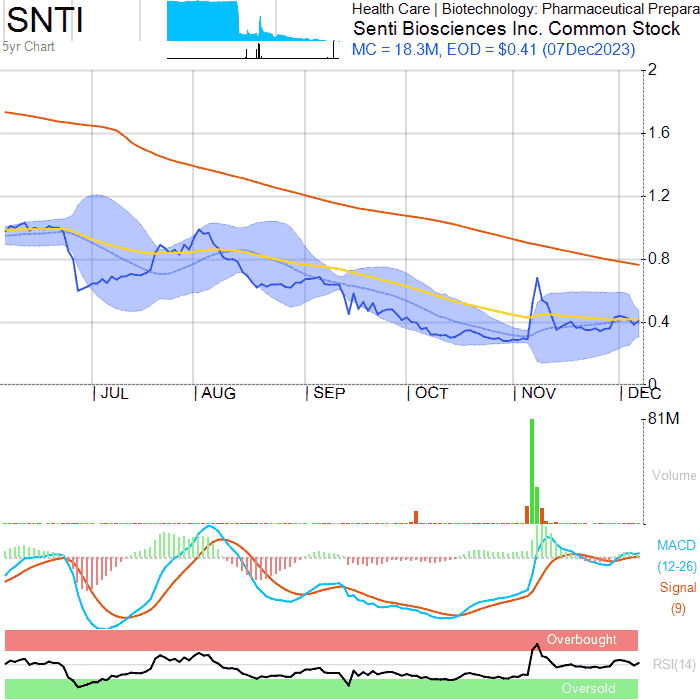 SNTI
5yr Chart
Health Care | Biotechnology: Pharmaceutical Prepara
Senti Biosciences Inc. Common Stock
MC = 18.3M, EOD = $0.41 (07Dec2023)
2
1.6
1.2
0.8
0.4
0
JUL
AUG
SEP
OCT
NOV
DEC
81M
Volume
MACD
(12-26)
Signal
(9)
Overbought
RSI(14)
Oversold